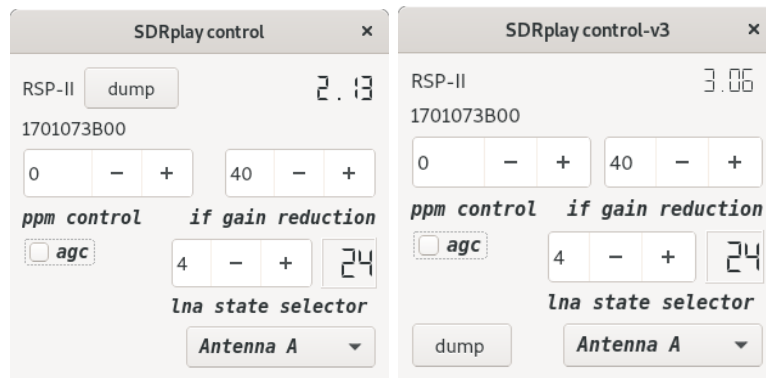 SDRplay control ×
RSP-II dump 2.13
1701073B00
0 − + 40 − +
ppm control if gain reduction
agc 4 − + 24
lna state selector
Antenna A
SDRplay control-v3 ×
RSP-II 3.06
1701073B00
0 − + 40 − +
ppm control if gain reduction
agc 4 − + 24
lna state selector
dump Antenna A